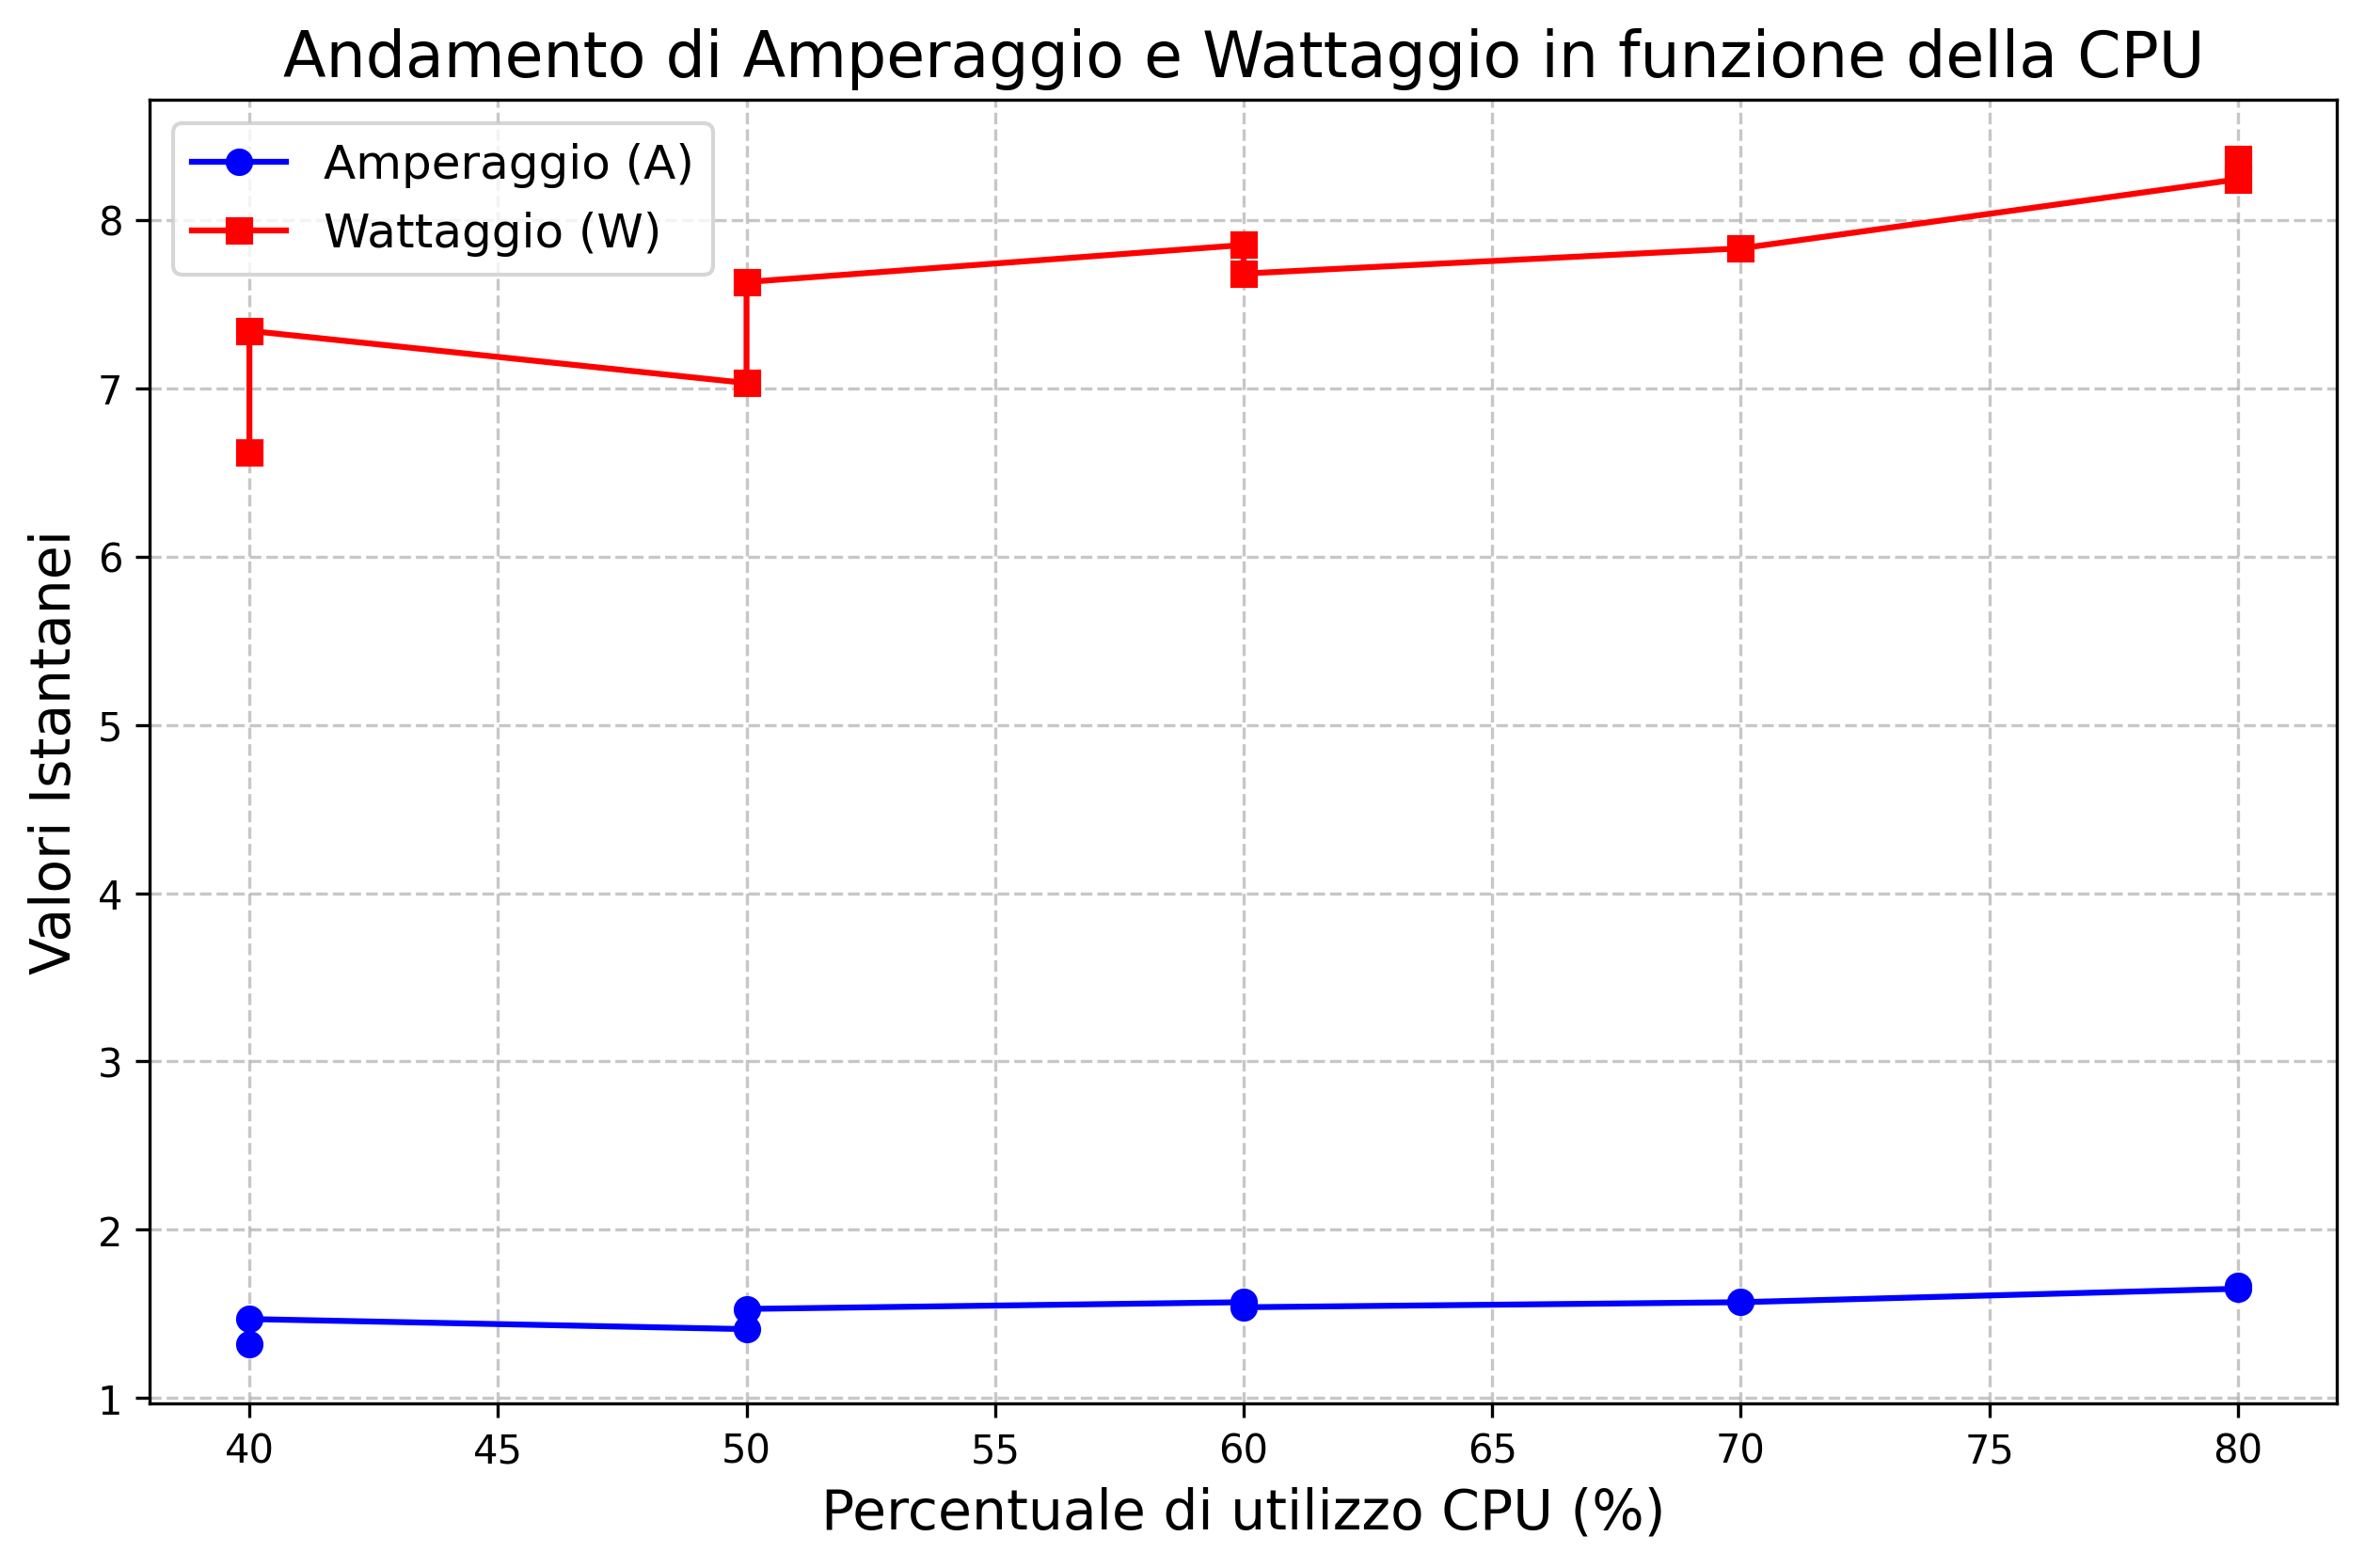 Andamento di Amperaggio e Wattaggio in funzione della CPU
Amperaggio (A)
Wattaggio (W)
Valori Istantanei
8
7
6
5
4
3
2
1
40 45 50 55 60 65 70 75 80
Percentuale di utilizzo CPU (%)